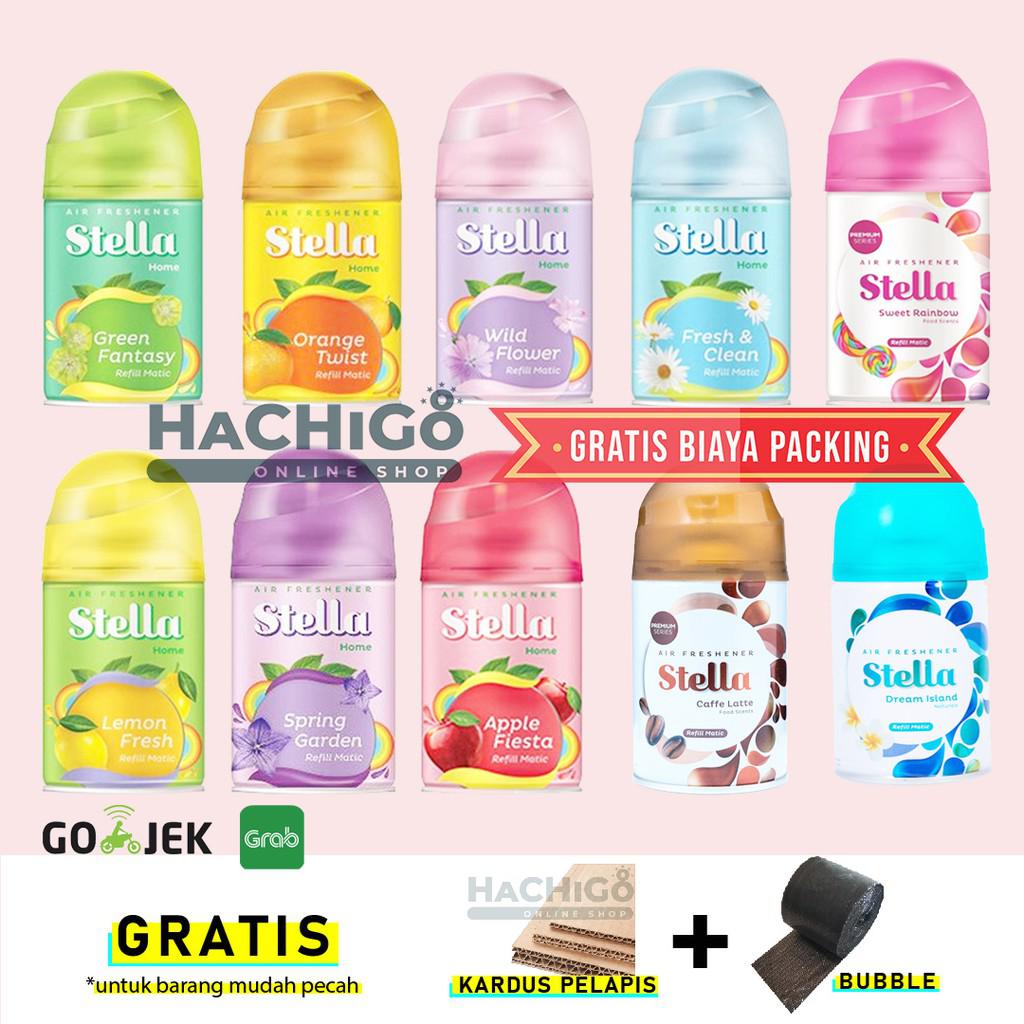 AIR FRESHENER
Stella
Home
Green
Fantasy
Refill Matic
AIR FRESHENER
Stella
Home
Orange
Twist
Refill Matic
AIR FRESHENER
Stella
Home
Wild
Flower
Refill Matic
AIR FRESHENER
Stella
Home
Fresh &
Clean
Refill Matic
PREMIUM
SERIES
AIR FRESHENER
Stella
Sweet Rainbow
Food Scents
Refill Matic
HACHiGO
ONLINE SHOP
• GRATIS BIAYA PACKING •
AIR FRESHENER
Stella
Home
Lemon
Fresh
Refill Matic
AIR FRESHENER
Stella
Home
Spring
Garden
Refill Matic
AIR FRESHENER
Stella
Home
Apple
Fiesta
Refill Matic
PREMIUM
SERIES
AIR FRESHENER
Stella
Caffe Latte
Food Scents
Refill Matic
AIR FRESHENER
Stella
Dream Island
Refill Matic
GO JEK
Grab
GRATIS
*untuk barang mudah pecah
HACHiGO
ONLINE SHOP
KARDUS PELAPIS
+
BUBBLE